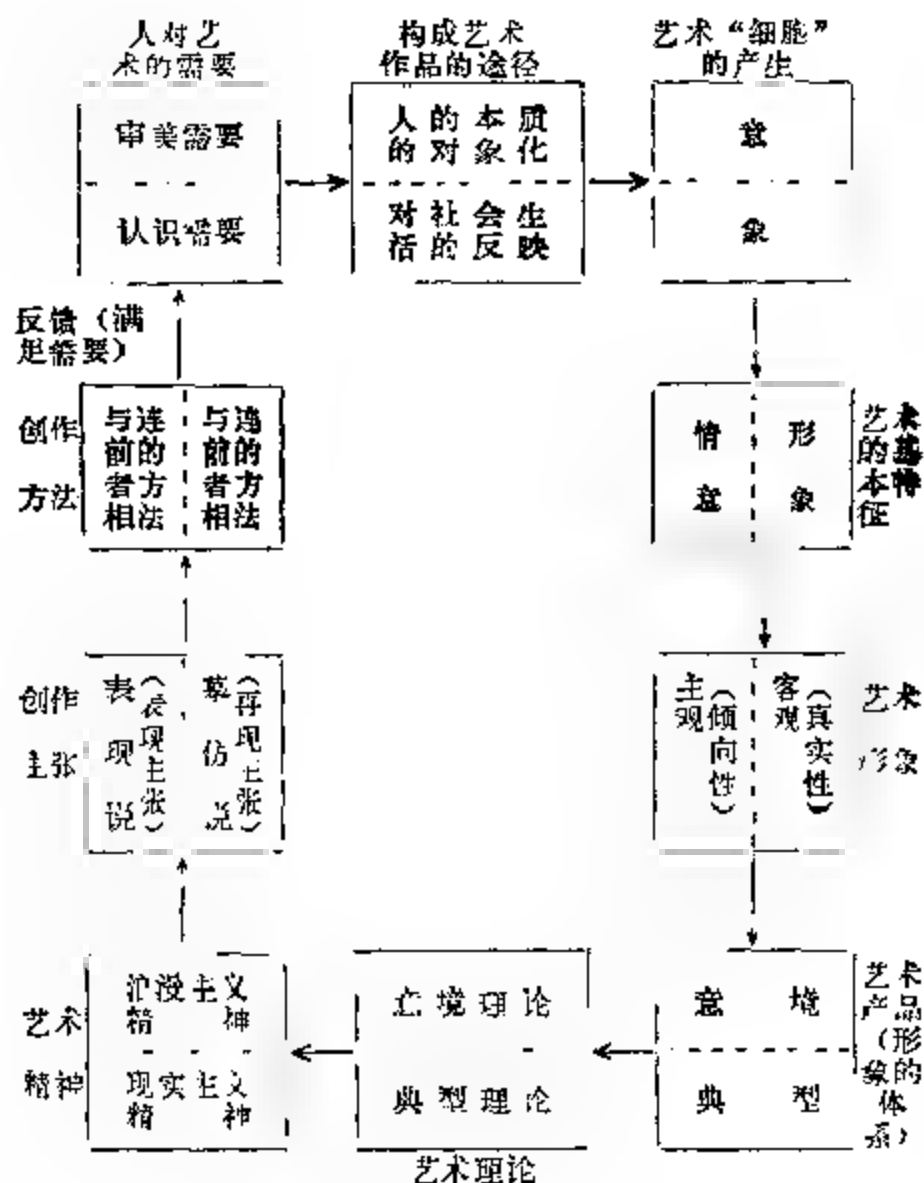 人对艺
术的需要
构成艺术
作品的途径
艺术“细胞”
的产生
审美需要
认识需要
人的本质
的对象化
对社会生
活的反映
意
象
反馈（满
足需要）
创作
方法
与前者相
连的方法
与前者相
连的方法
情意
形象
艺术
的基
本特
征
创作
主张
表现说
（表现主张）
摹仿说
（再现主张）
主观
（倾向性）
客观
（真实性）
艺术
形象
艺术
精神
浪漫主义
精神
现实主义
精神
意境理论
典型理论
艺术理论
意境
典型
艺术
产品
（形
象的
体
系）